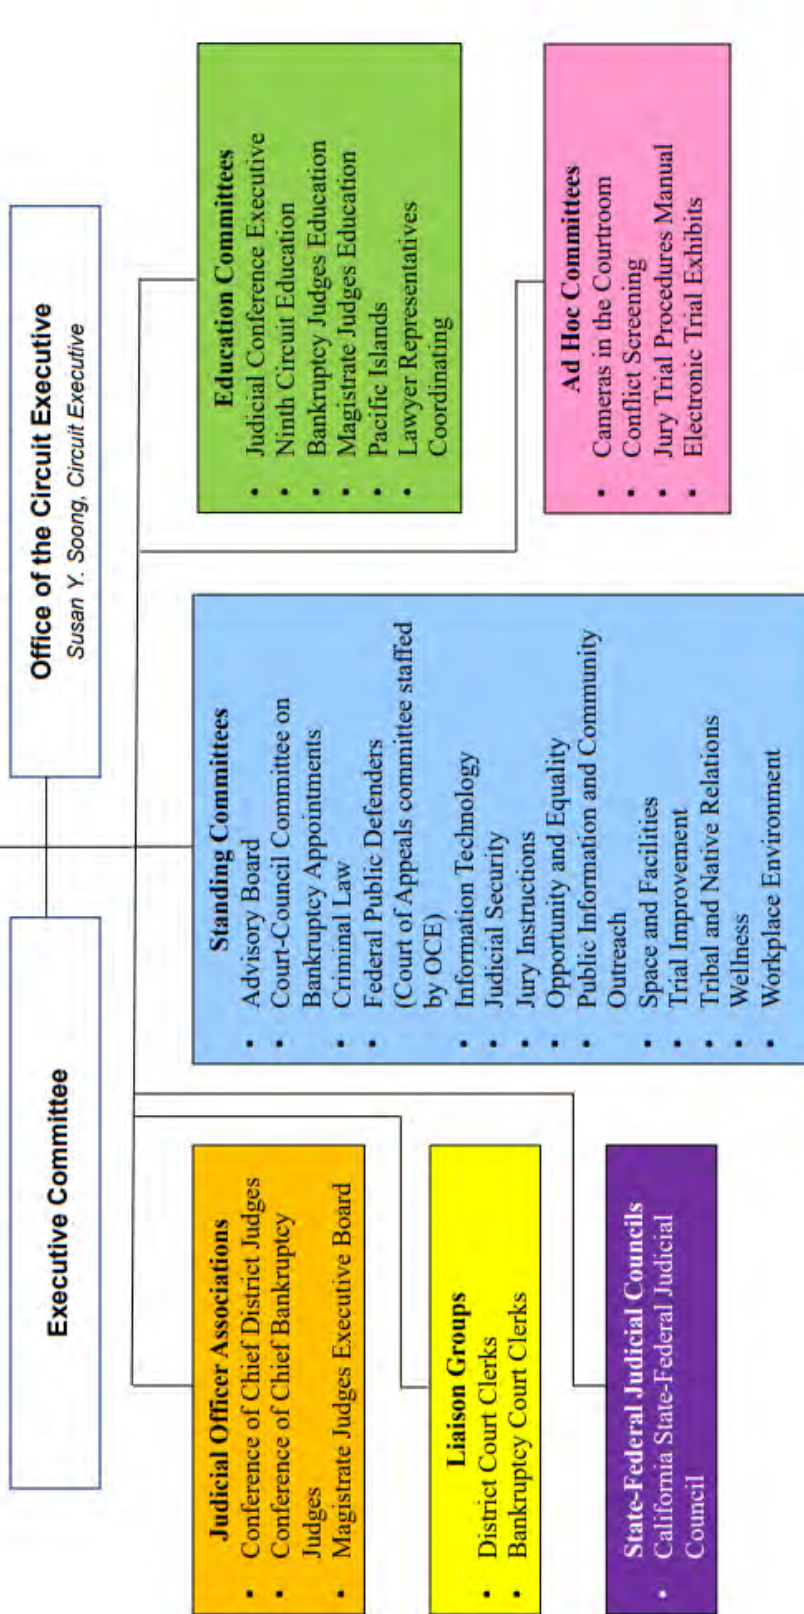 Executive Committee
Office of the Circuit Executive
Susan Y. Soong, Circuit Executive
Judicial Officer Associations
• Conference of Chief District Judges
• Conference of Chief Bankruptcy
Judges
• Magistrate Judges Executive Board
Liaison Groups
• District Court Clerks
• Bankruptcy Court Clerks
State-Federal Judicial Councils
• California State-Federal Judicial
Council
Standing Committees
• Advisory Board
• Court-Council Committee on
Bankruptcy Appointments
• Criminal Law
• Federal Public Defenders
(Court of Appeals committee staffed
by OCE)
• Information Technology
• Judicial Security
• Jury Instructions
• Opportunity and Equality
• Public Information and Community
Outreach
• Space and Facilities
• Trial Improvement
• Tribal and Native Relations
• Wellness
• Workplace Environment
Education Committees
• Judicial Conference Executive
• Ninth Circuit Education
• Bankruptcy Judges Education
• Magistrate Judges Education
• Pacific Islands
• Lawyer Representatives
Coordinating
Ad Hoc Committees
• Cameras in the Courtroom
• Conflict Screening
• Jury Trial Procedures Manual
• Electronic Trial Exhibits